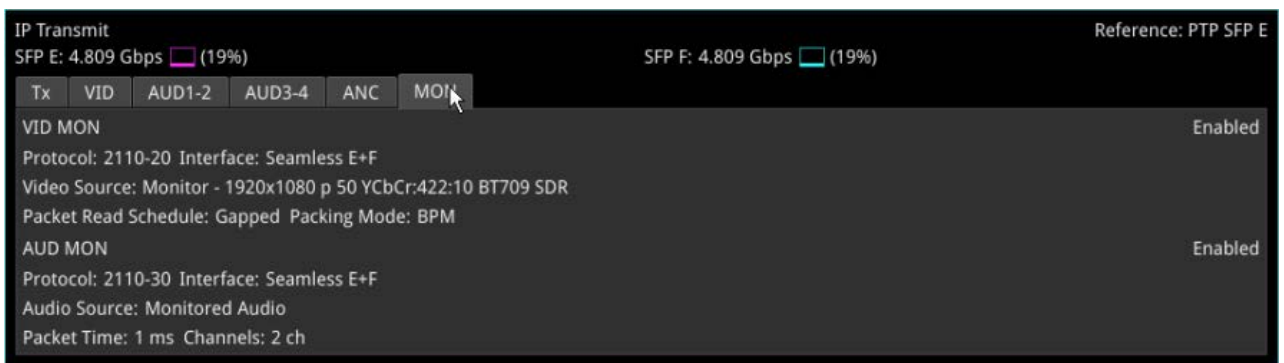 IP Transmit Reference: PTP SFP E
SFP E: 4.809 Gbps (19%) SFP F: 4.809 Gbps (19%)
Tx VID AUD1-2 AUD3-4 ANC MON
VID MON Enabled
Protocol: 2110-20 Interface: Seamless E+F
Video Source: Monitor - 1920x1080 p 50 YCbCr:422:10 BT709 SDR
Packet Read Schedule: Gapped Packing Mode: BPM
AUD MON Enabled
Protocol: 2110-30 Interface: Seamless E+F
Audio Source: Monitored Audio
Packet Time: 1 ms Channels: 2 ch